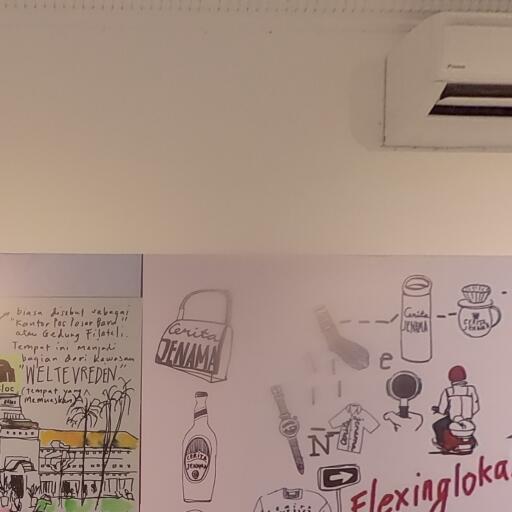 biasa disebut sebagai
"Kantor Pos Pasar Baru"
atau Gedung Filateli.
Tempat ini menjadi
bagian dari kawasan
"WELTEVREDEN"
(tempat yang
memuaskan)
Cerita
JENAMA
CERITA
JENAMA
Cerita
JENAMA
CERITA
JENAMA
e
N
Flexinglokal